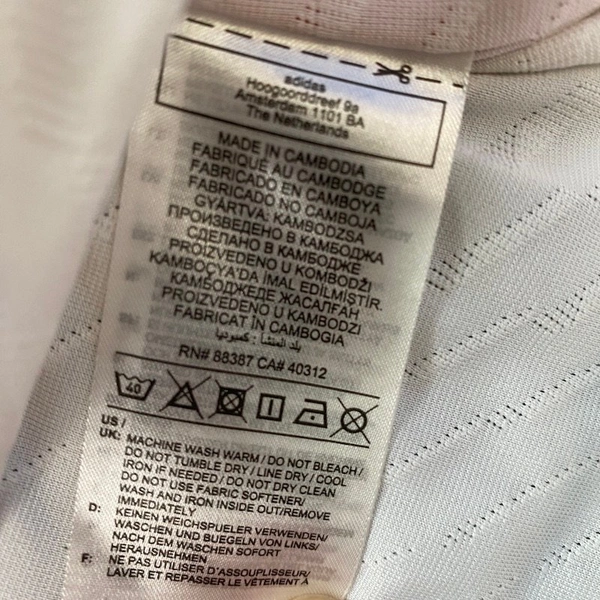 adidas
Hoogoorddreef 9a
Amsterdam 1101 BA
The Netherlands
MADE IN CAMBODIA
FABRIQUÉ AU CAMBODGE
FABRICADO EN CAMBOYA
FABRICADO NO CAMBOJA
GYÁRTVA: KAMBODZSA
ПРОИЗВЕДЕНО В КАМБОДЖА
СДЕЛАНО В КАМБОДЖЕ
PROIZVEDENO U KOMBODŽI
KAMBOÇYA'DA İMAL EDİLMİŞTİR.
КАМБОДЖЕДЕ ЖАСАЛҒАН
PROIZVEDENO U KAMBODZI
FABRICAT ÎN CAMBOGIA
بلد المنشأ : كمبوديا
RN# 88387 CA# 40312
40
US /
UK: MACHINE WASH WARM / DO NOT BLEACH /
DO NOT TUMBLE DRY / LINE DRY / COOL
IRON IF NEEDED / DO NOT DRY CLEAN
DO NOT USE FABRIC SOFTENER/
WASH AND IRON INSIDE OUT/REMOVE
IMMEDIATELY
D: KEINEN WEICHSPUELER VERWENDEN/
WASCHEN UND BUEGELN VON LINKS/
NACH DEM WASCHEN SOFORT
HERAUSNEHMEN
F: NE PAS UTILISER D'ASSOUPLISSEUR/
LAVER ET REPASSER LE VÊTEMENT À